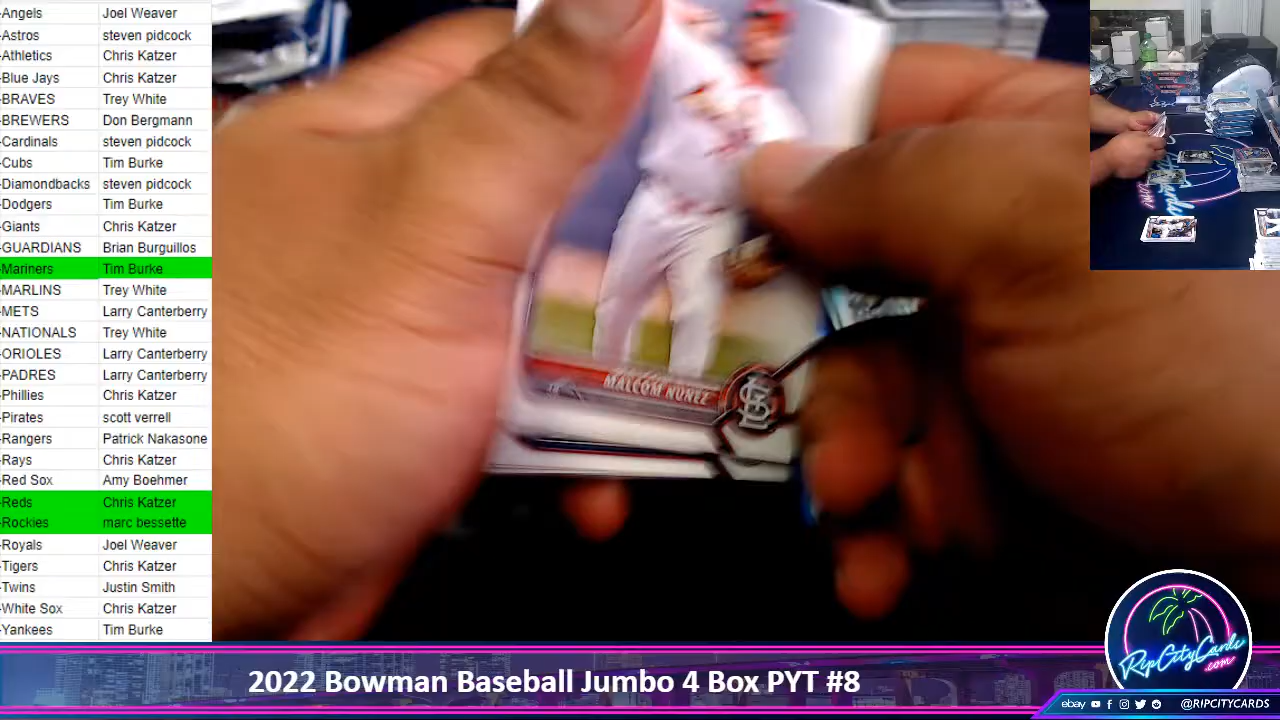 -Angels Joel Weaver
-Astros steven pidcock
-Athletics Chris Katzer
-Blue Jays Chris Katzer
-BRAVES Trey White
-BREWERS Don Bergmann
-Cardinals steven pidcock
-Cubs Tim Burke
-Diamondbacks steven pidcock
-Dodgers Tim Burke
-Giants Chris Katzer
-GUARDIANS Brian Burguillos
-Mariners Tim Burke
-MARLINS Trey White
-METS Larry Canterberry
-NATIONALS Trey White
-ORIOLES Larry Canterberry
-PADRES Larry Canterberry
-Phillies Chris Katzer
-Pirates scott verrell
-Rangers Patrick Nakasone
-Rays Chris Katzer
-Red Sox Amy Boehmer
-Reds Chris Katzer
-Rockies marc bessette
-Royals Joel Weaver
-Tigers Chris Katzer
-Twins Justin Smith
-White Sox Chris Katzer
-Yankees Tim Burke
MALCOM NUNEZ
2022 Bowman Baseball Jumbo 4 Box PYT #8
RipCityCards
.com
ebay @RIPCITYCARDS